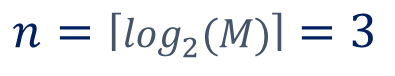 n = ⌈log₂(M)⌉ = 3